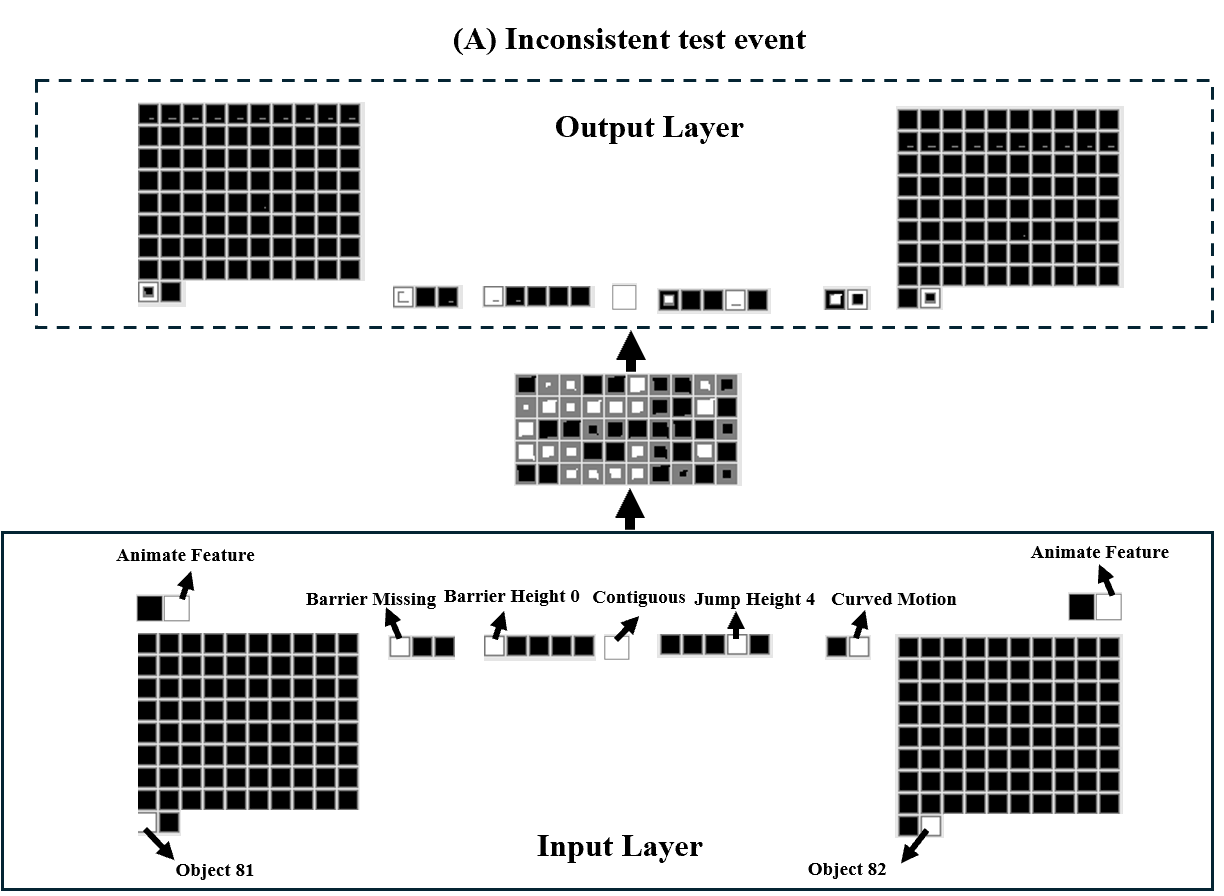 (A) Inconsistent test event
Output Layer
Animate Feature
Animate Feature
Barrier Missing
Barrier Height 0
Contiguous
Jump Height 4
Curved Motion
Input Layer
Object 81
Object 82